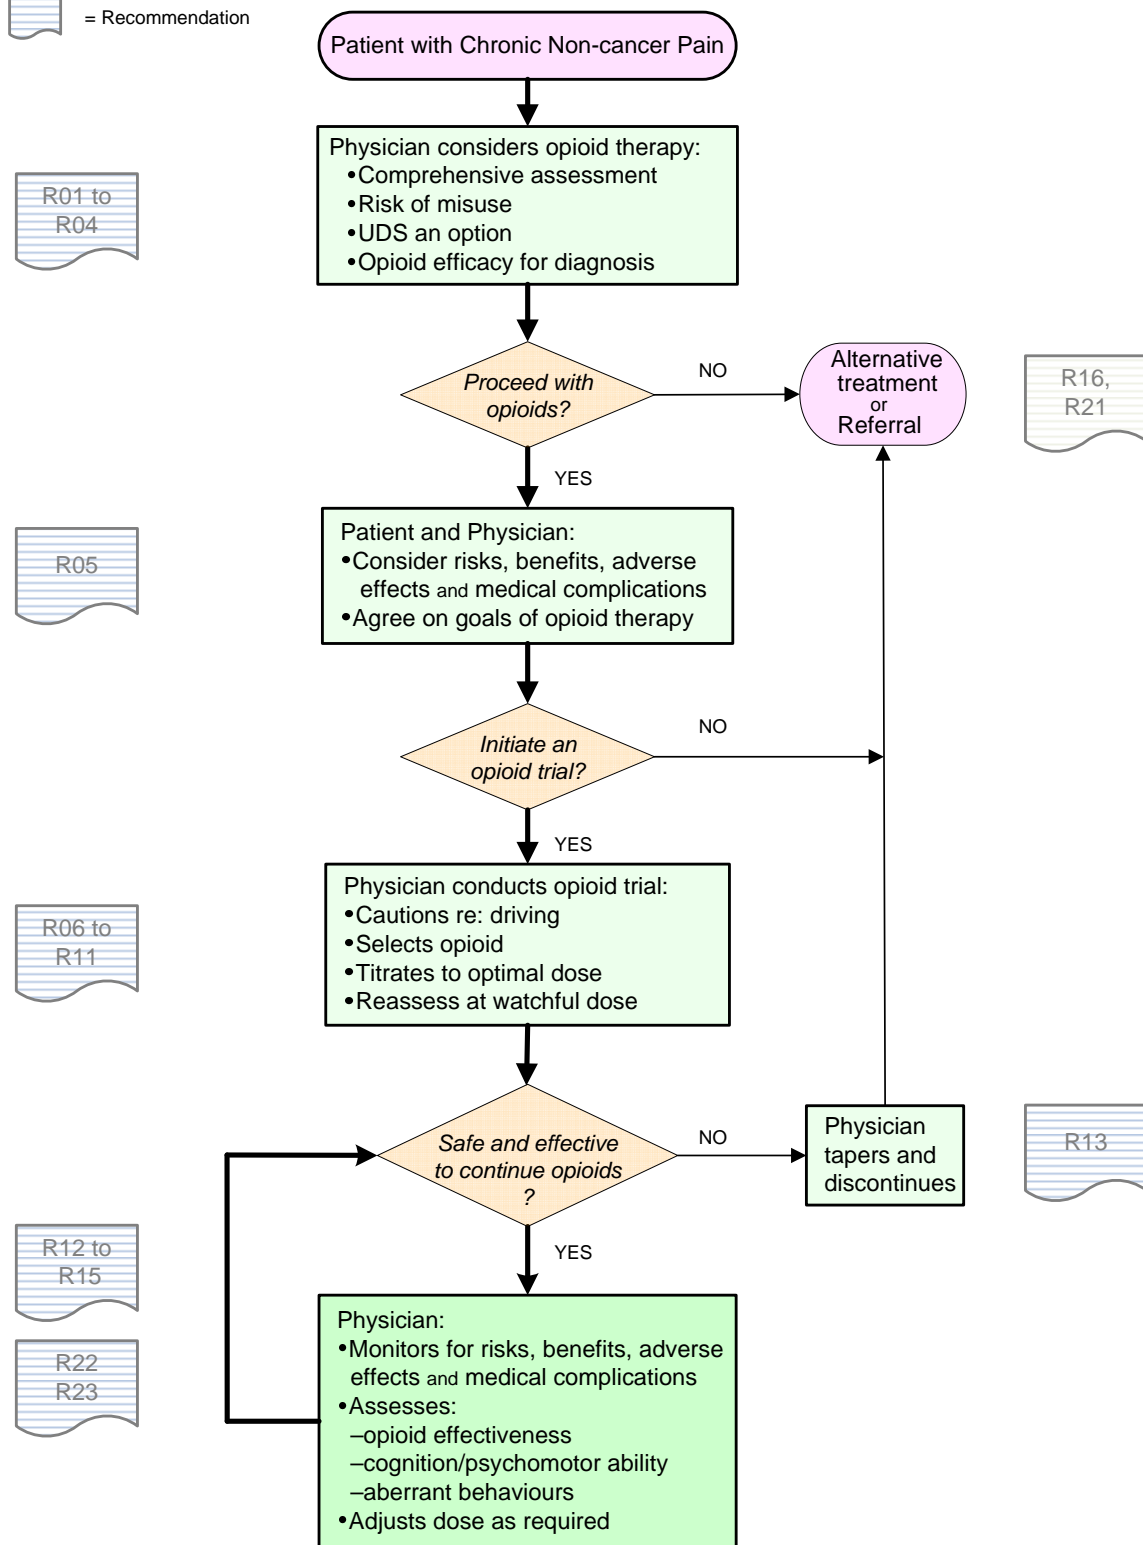 = Recommendation
Patient with Chronic Non-cancer Pain
Physician considers opioid therapy:
•Comprehensive assessment
•Risk of misuse
•UDS an option
•Opioid efficacy for diagnosis
R01 to
R04
Proceed with
opioids?
NO
Alternative
treatment
or
Referral
R16,
R21
YES
Patient and Physician:
•Consider risks, benefits, adverse
effects and medical complications
•Agree on goals of opioid therapy
R05
Initiate an
opioid trial?
NO
YES
Physician conducts opioid trial:
•Cautions re: driving
•Selects opioid
•Titrates to optimal dose
•Reassess at watchful dose
R06 to
R11
Safe and effective
to continue opioids
?
NO
Physician
tapers and
discontinues
R13
YES
R12 to
R15
R22
R23
Physician:
•Monitors for risks, benefits, adverse
effects and medical complications
•Assesses:
–opioid effectiveness
–cognition/psychomotor ability
–aberrant behaviours
•Adjusts dose as required